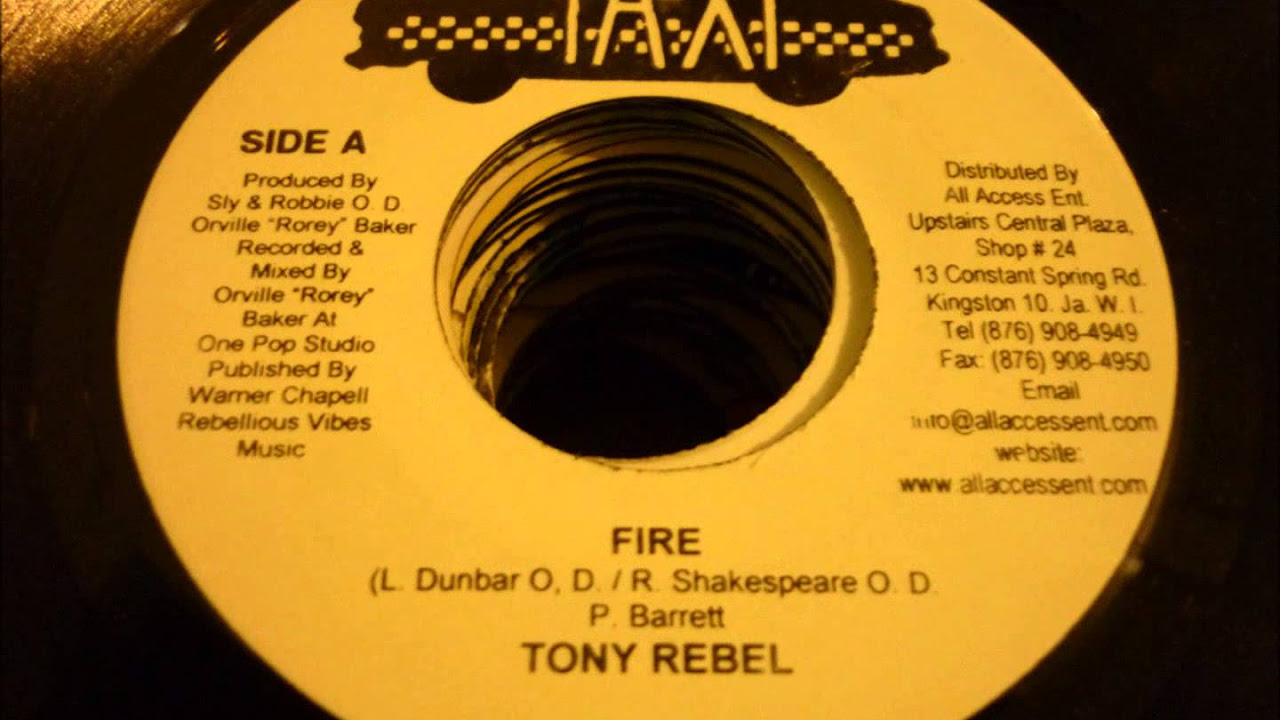 TAXI
SIDE A
Produced By
Sly & Robbie O. D.
Orville "Rorey" Baker
Recorded &
Mixed By
Orville "Rorey"
Baker At
One Pop Studio
Published By
Warner Chapell
Rebellious Vibes
Music
Distributed By
All Access Ent.
Upstairs Central Plaza,
Shop # 24
13 Constant Spring Rd.
Kingston 10. Ja. W. I.
Tel (876) 908-4949
Fax: (876) 908-4950
Email
info@allaccessent.com
website:
www.allaccessent.com
FIRE
(L. Dunbar O, D. / R. Shakespeare O. D.
P. Barrett
TONY REBEL